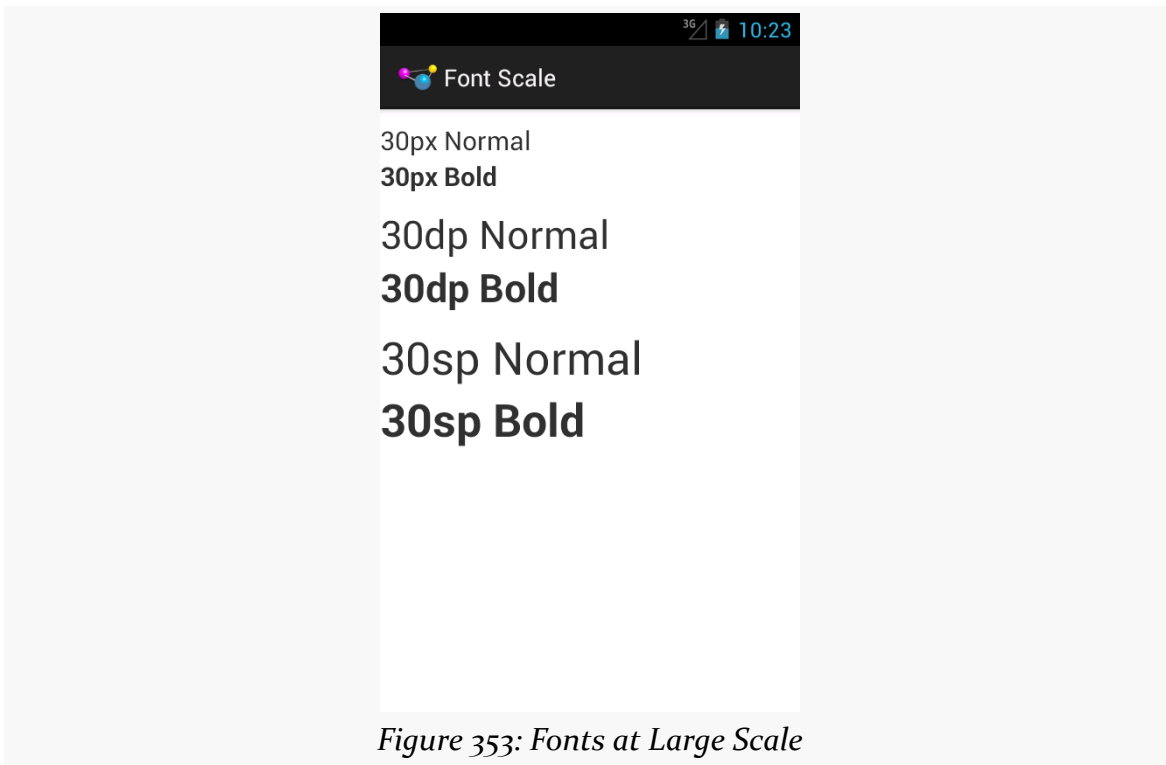 3G 10:23
Font Scale
30px Normal
30px Bold
30dp Normal
30dp Bold
30sp Normal
30sp Bold
Figure 353: Fonts at Large Scale